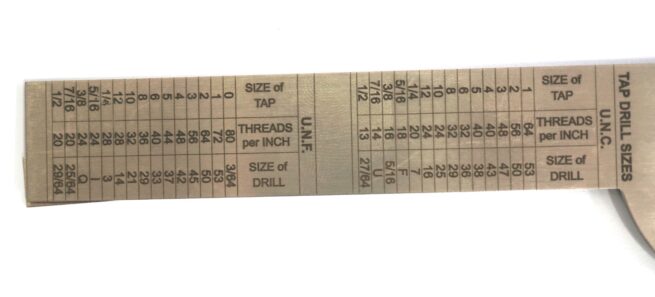 TAP DRILL SIZES
U.N.C.
SIZE of TAP THREADS per INCH SIZE of DRILL
1 64 53
2 56 50
3 48 47
4 40 43
5 40 38
6 32 36
8 32 29
10 24 25
12 24 16
1/4 20 7
5/16 18 F
3/8 16 5/16
7/16 14 U
1/2 13 27/64
U.N.F.
SIZE of TAP THREADS per INCH SIZE of DRILL
0 80 3/64
1 72 53
2 64 50
3 56 45
4 48 42
5 44 37
6 40 33
8 36 29
10 32 21
12 28 14
1/4 28 3
5/16 24 I
3/8 24 Q
7/16 20 25/64
1/2 20 29/64